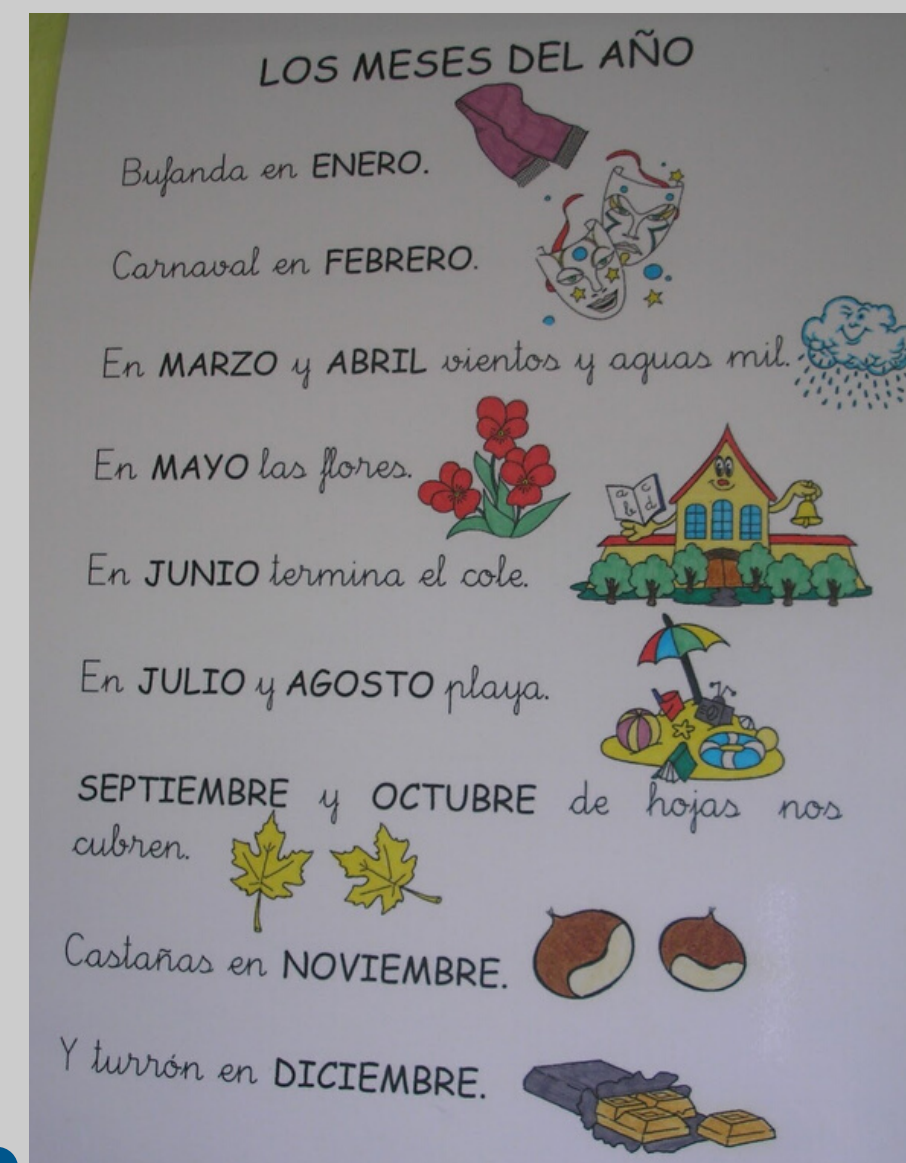 LOS MESES DEL AÑO
Bufanda en ENERO.
Carnaval en FEBRERO.
En MARZO y ABRIL vientos y aguas mil.
En MAYO las flores.
a c
b d
En JUNIO termina el cole.
En JULIO y AGOSTO playa.
SEPTIEMBRE y OCTUBRE de hojas nos
cubren.
Castañas en NOVIEMBRE.
Y turrón en DICIEMBRE.